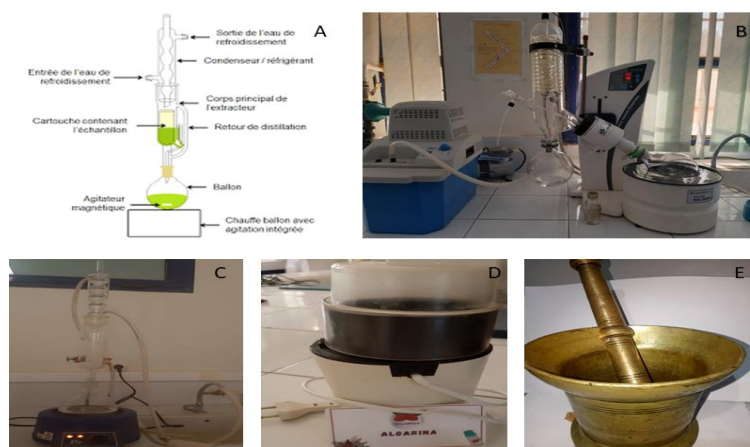 A
Sortie de l'eau de
refroidissement
Condenseur / réfrigérant
Entrée de l'eau de
refroidissement
Corps principal de
l'extracteur
Cartouche contenant
l'échantillon
Retour de distillation
Ballon
Agitateur
magnétique
Chauffe ballon avec
agitation intégrée
B
C
D
ALGARINA
E